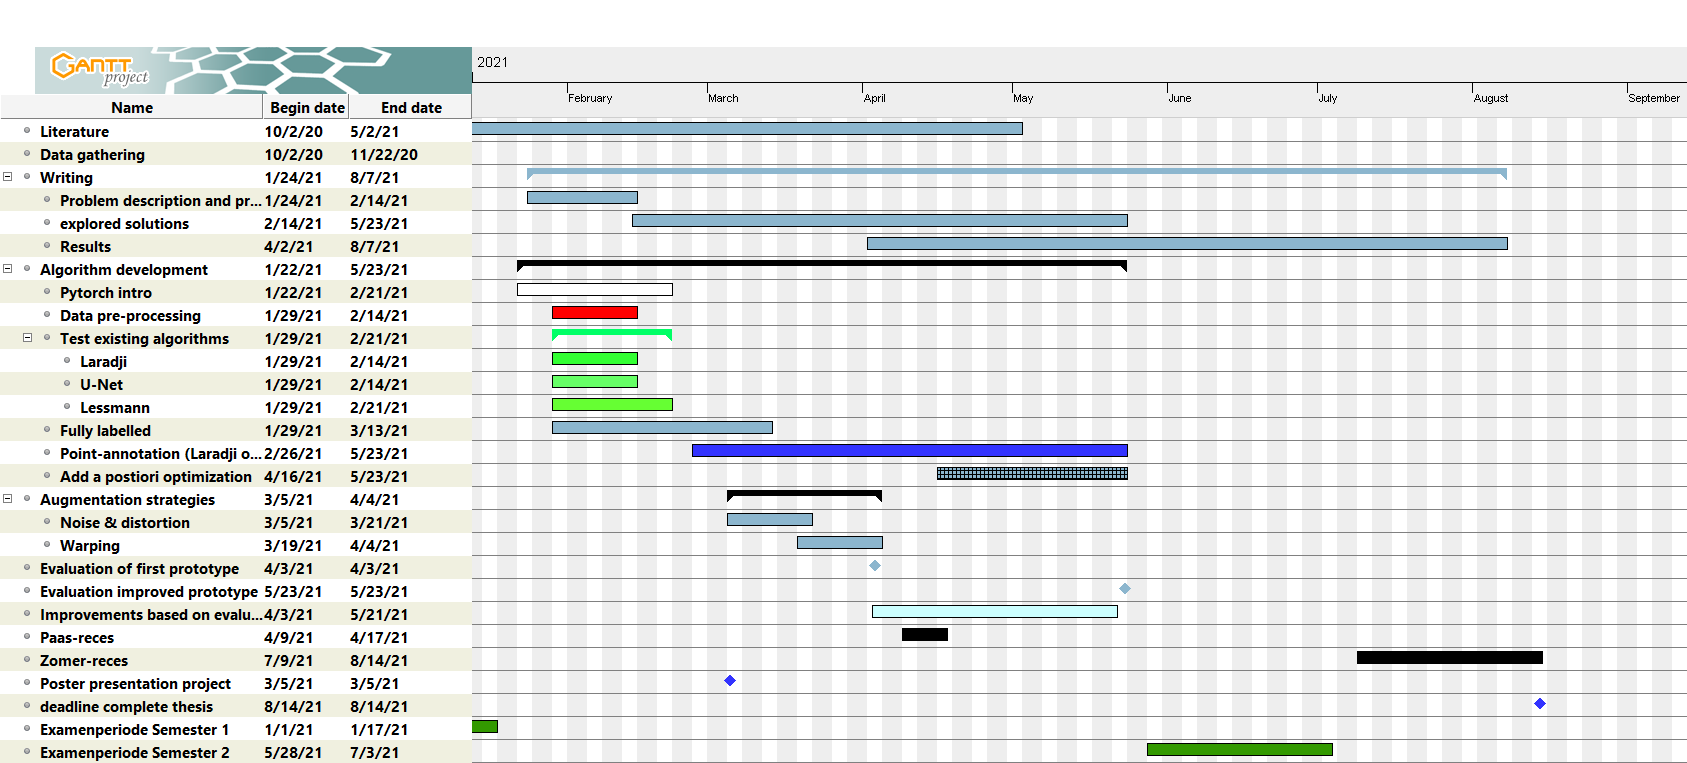 GANTT
project
2021
February March April May June July August September
Name Begin date End date
Literature 10/2/20 5/2/21
Data gathering 10/2/20 11/22/20
Writing 1/24/21 8/7/21
Problem description and pr... 1/24/21 2/14/21
explored solutions 2/14/21 5/23/21
Results 4/2/21 8/7/21
Algorithm development 1/22/21 5/23/21
Pytorch intro 1/22/21 2/21/21
Data pre-processing 1/29/21 2/14/21
Test existing algorithms 1/29/21 2/21/21
Laradji 1/29/21 2/14/21
U-Net 1/29/21 2/14/21
Lessmann 1/29/21 2/21/21
Fully labelled 1/29/21 3/13/21
Point-annotation (Laradji o... 2/26/21 5/23/21
Add a postiori optimization 4/16/21 5/23/21
Augmentation strategies 3/5/21 4/4/21
Noise & distortion 3/5/21 3/21/21
Warping 3/19/21 4/4/21
Evaluation of first prototype 4/3/21 4/3/21
Evaluation improved prototype 5/23/21 5/23/21
Improvements based on evalu... 4/3/21 5/21/21
Paas-reces 4/9/21 4/17/21
Zomer-reces 7/9/21 8/14/21
Poster presentation project 3/5/21 3/5/21
deadline complete thesis 8/14/21 8/14/21
Examenperiode Semester 1 1/1/21 1/17/21
Examenperiode Semester 2 5/28/21 7/3/21